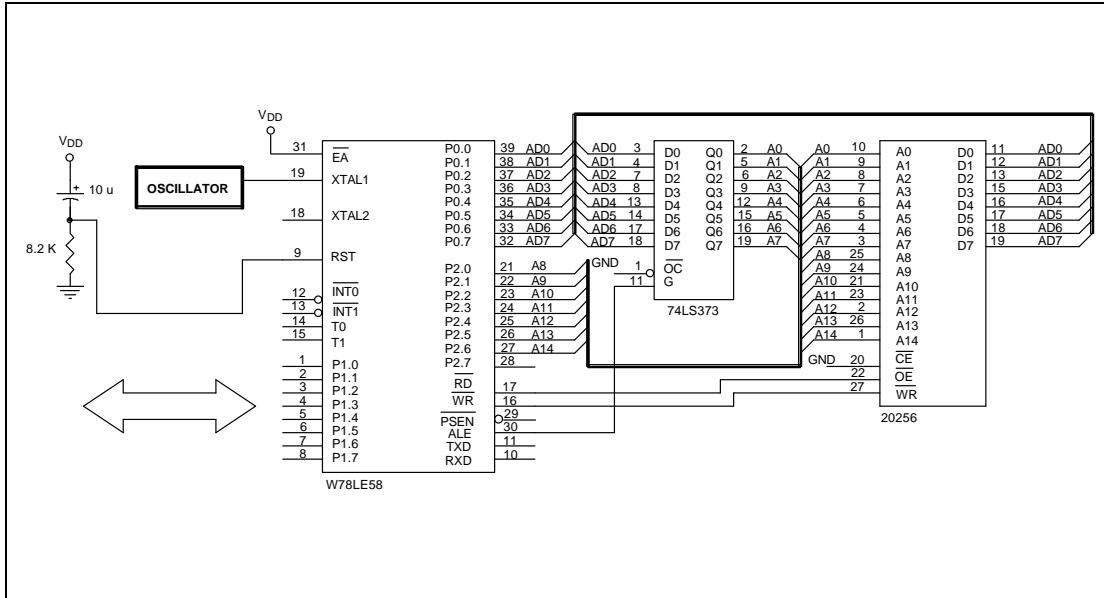 VDD
10 u
8.2 K
OSCILLATOR
VDD
31 EA
19 XTAL1
18 XTAL2
9 RST
12 INT0
13 INT1
14 T0
15 T1
1 P1.0
2 P1.1
3 P1.2
4 P1.3
5 P1.4
6 P1.5
7 P1.6
8 P1.7
P0.0 39 AD0
P0.1 38 AD1
P0.2 37 AD2
P0.3 36 AD3
P0.4 35 AD4
P0.5 34 AD5
P0.6 33 AD6
P0.7 32 AD7
P2.0 21 A8
P2.1 22 A9
P2.2 23 A10
P2.3 24 A11
P2.4 25 A12
P2.5 26 A13
P2.6 27 A14
P2.7 28
RD 17
WR 16
PSEN 29
ALE 30
TXD 11
RXD 10
W78LE58
AD0 3 D0 Q0 2 A0
AD1 4 D1 Q1 5 A1
AD2 7 D2 Q2 6 A2
AD3 8 D3 Q3 9 A3
AD4 13 D4 Q4 12 A4
AD5 14 D5 Q5 15 A5
AD6 17 D6 Q6 16 A6
AD7 18 D7 Q7 19 A7
GND 1 OC
11 G
74LS373
A0 10 A0 D0 11 AD0
A1 9 A1 D1 12 AD1
A2 8 A2 D2 13 AD2
A3 7 A3 D3 15 AD3
A4 6 A4 D4 16 AD4
A5 5 A5 D5 17 AD5
A6 4 A6 D6 18 AD6
A7 3 A7 D7 19 AD7
A8 25 A8
A9 24 A9
A10 21 A10
A11 23 A11
A12 2 A12
A13 26 A13
A14 1 A14
GND 20 CE
22 OE
27 WR
20256